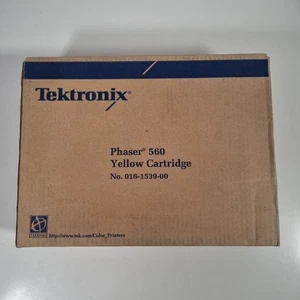 Tektronix®
Phaser® 560
Yellow Cartridge
No. 016-1539-00
http://www.tek.com/Color_Printers